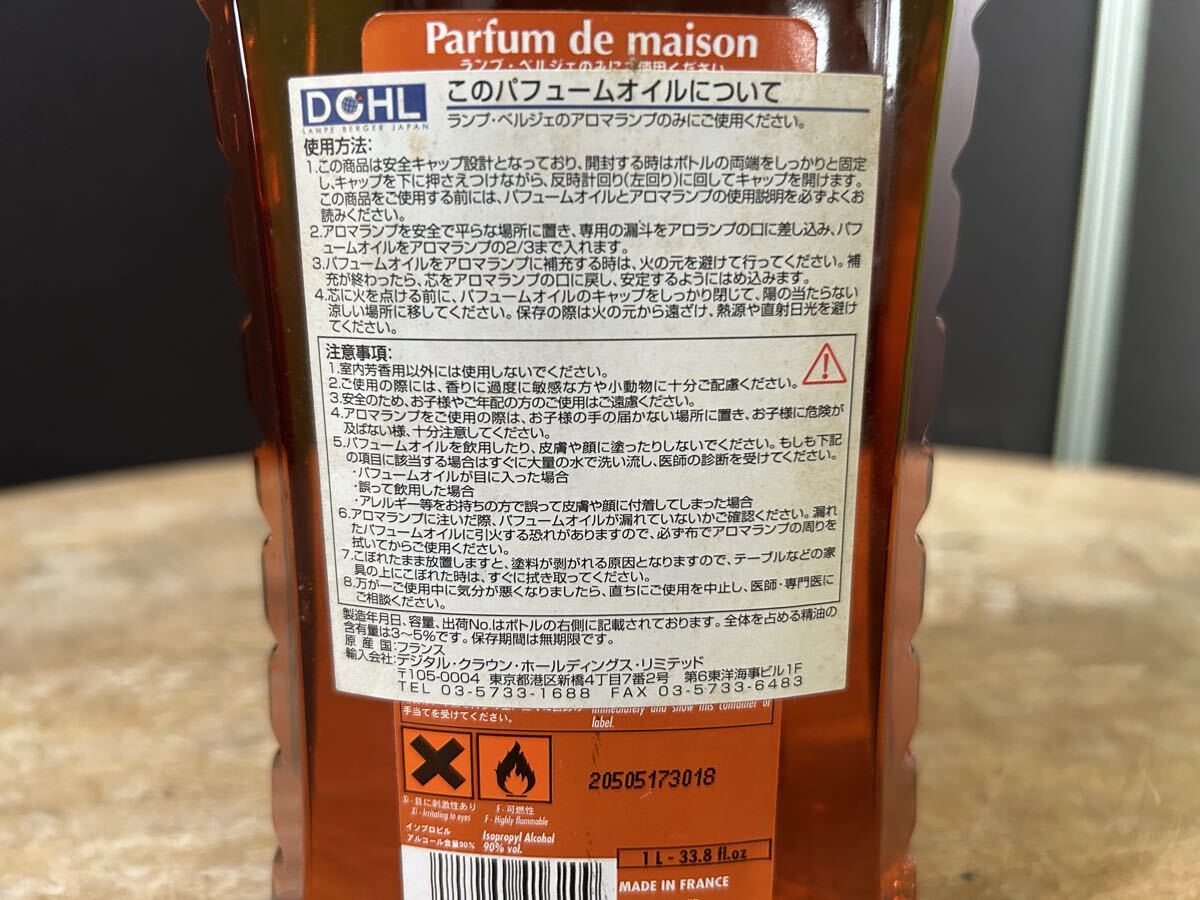 Parfum de maison
ランプ・ベルジェのみにご使用ください
DCHL
LAMPE BERGER JAPAN
このパフュームオイルについて
ランプ・ベルジェのアロマランプのみにご使用ください。
使用方法:
1.この商品は安全キャップ設計となっており、開封する時はボトルの両端をしっかりと固定
し、キャップを下に押さえつけながら、反時計回り(左回り)に回してキャップを開けます。
この商品をご使用する前には、パフュームオイルとアロマランプの使用説明を必ずよくお
読みください。
2.アロマランプを安全で平らな場所に置き、専用の漏斗をアロランプの口に差し込み、パフ
ュームオイルをアロマランプの2/3まで入れます。
3.パフュームオイルをアロマランプに補充する時は、火の元を避けて行ってください。補
充が終わったら、芯をアロマランプの口に戻し、安定するようにはめ込みます。
4.芯に火を点ける前に、パフュームオイルのキャップをしっかり閉じて、陽の当たらない
涼しい場所に移してください。保存の際は火の元から遠ざけ、熱源や直射日光を避け
てください。
注意事項:
1.室内芳香用以外には使用しないでください。
2.ご使用の際には、香りに過度に敏感な方や小動物に十分ご配慮ください。
3.安全のため、お子様やご年配の方のご使用はご遠慮ください。
4.アロマランプをご使用の際は、お子様の手の届かない場所に置き、お子様に危険が
及ばない様、十分注意してください。
5.パフュームオイルを飲用したり、皮膚や顔に塗ったりしないでください。もしも下記
の項目に該当する場合はすぐに大量の水で洗い流し、医師の診断を受けてください。
・パフュームオイルが目に入った場合
・誤って飲用した場合
・アレルギー等をお持ちの方で誤って皮膚や顔に付着してしまった場合
6.アロマランプに注いだ際、パフュームオイルが漏れていないかご確認ください。漏れ
たパフュームオイルに引火する恐れがありますので、必ず布でアロマランプの周りを
拭いてからご使用ください。
7.こぼれたまま放置しますと、塗料が剥がれる原因となりますので、テーブルなどの家
具の上にこぼれた時は、すぐに拭き取ってください。
8.万が一ご使用中に気分が悪くなりましたら、直ちにご使用を中止し、医師・専門医に
ご相談ください。
製造年月日、容量、出荷No.はボトルの右側に記載されております。全体を占める精油の
含有量は3~5%です。保存期間は無期限です。
原産国:フランス
輸入会社:デジタル・クラウン・ホールディングス・リミテッド
〒105-0004 東京都港区新橋4丁目7番2号 第6東洋海事ビル1F
TEL 03-5733-1688 FAX 03-5733-6483
手当てを受けてください。
immediately and show this container or
label.
20505173018
Xi - 目に刺激性あり
Xi - Irritating to eyes
F - 可燃性
F - Highly flammable
イソプロピル
アルコール含量90%
Isopropyl Alcohol
90% vol.
1 L - 33.8 fl.oz
MADE IN FRANCE